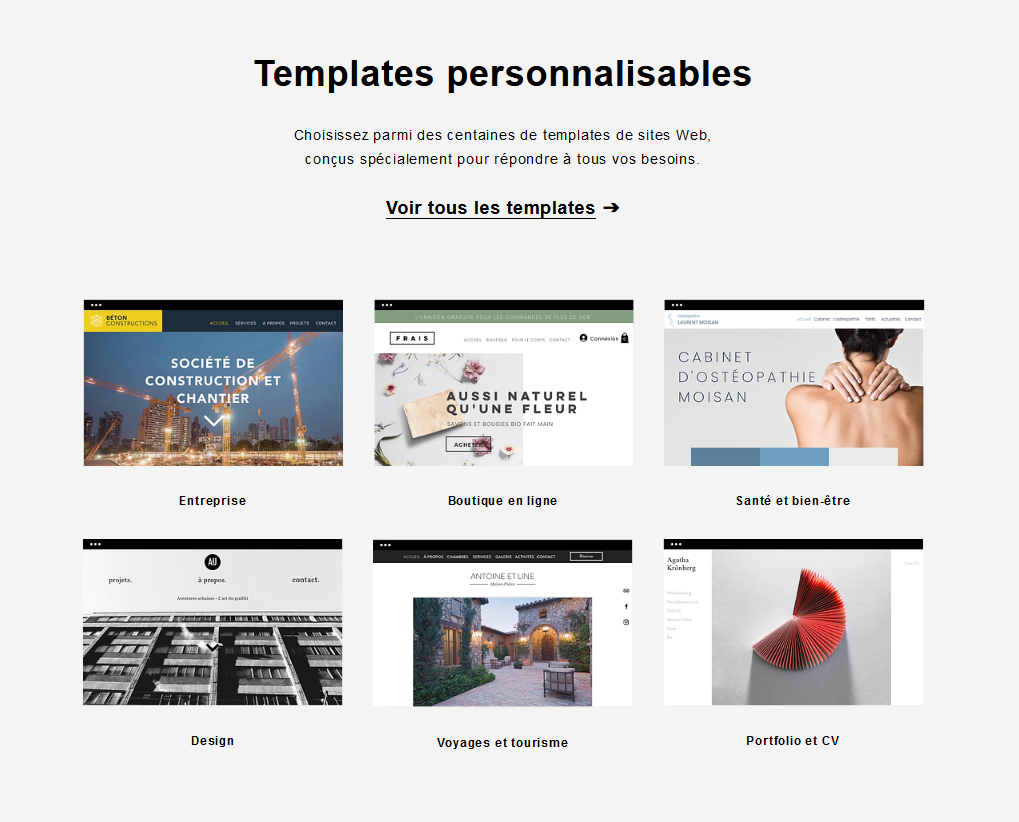 Templates personnalisables
Choisissez parmi des centaines de templates de sites Web,
conçus spécialement pour répondre à tous vos besoins.
Voir tous les templates ➔
BÉTON
CONSTRUCTIONS
ACCUEIL SERVICES À PROPOS PROJETS CONTACT
SOCIÉTÉ DE
CONSTRUCTION ET
CHANTIER
LIVRAISON GRATUITE POUR LES COMMANDES DE PLUS DE 50€
FRAIS
ACCUEIL BOUTIQUE POUR LE CORPS CONTACT
Connexion
AUSSI NATUREL
QU'UNE FLEUR
SAVONS ET BOUGIES BIO FAIT MAIN
ACHETER
Ostéopathe
LAURENT MOISAN
Accueil Cabinet L'ostéopathie Tarifs Actualités Contact
CABINET
D'OSTÉOPATHIE
MOISAN
Entreprise
Boutique en ligne
Santé et bien-être
AU
projets. à propos. contact.
Aventures urbaines - L'art du graffiti
ACCUEIL À PROPOS CHAMBRES SERVICES GALERIE ACTIVITÉS CONTACT
Réserver
ANTOINE ET LINE
Maison d'hôtes
Agatha
Krönberg
Design
Voyages et tourisme
Portfolio et CV